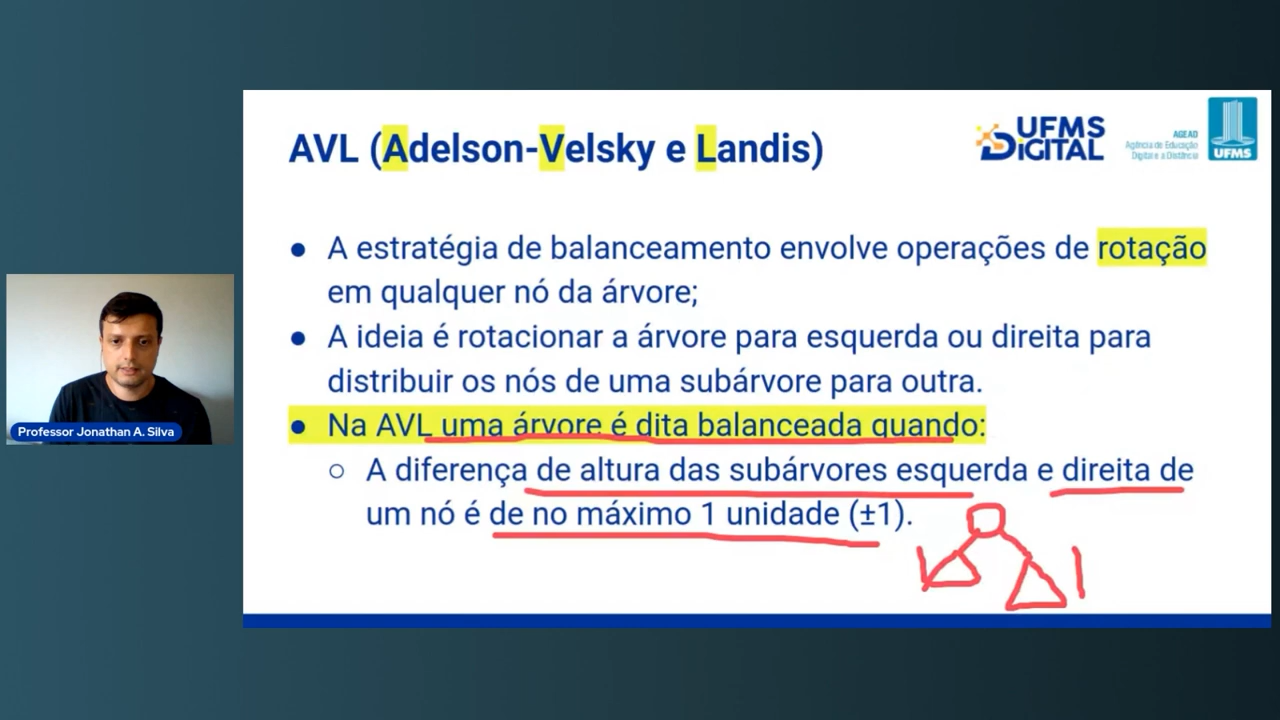 AVL (Adelson-Velsky e Landis)
UFMS
DIGITAL
AGEAD
Agência de Educação
Digital e a Distância
UFMS
● A estratégia de balanceamento envolve operações de rotação
em qualquer nó da árvore;
● A ideia é rotacionar a árvore para esquerda ou direita para
distribuir os nós de uma subárvore para outra.
● Na AVL uma árvore é dita balanceada quando:
○ A diferença de altura das subárvores esquerda e direita de
um nó é de no máximo 1 unidade (±1).
Professor Jonathan A. Silva